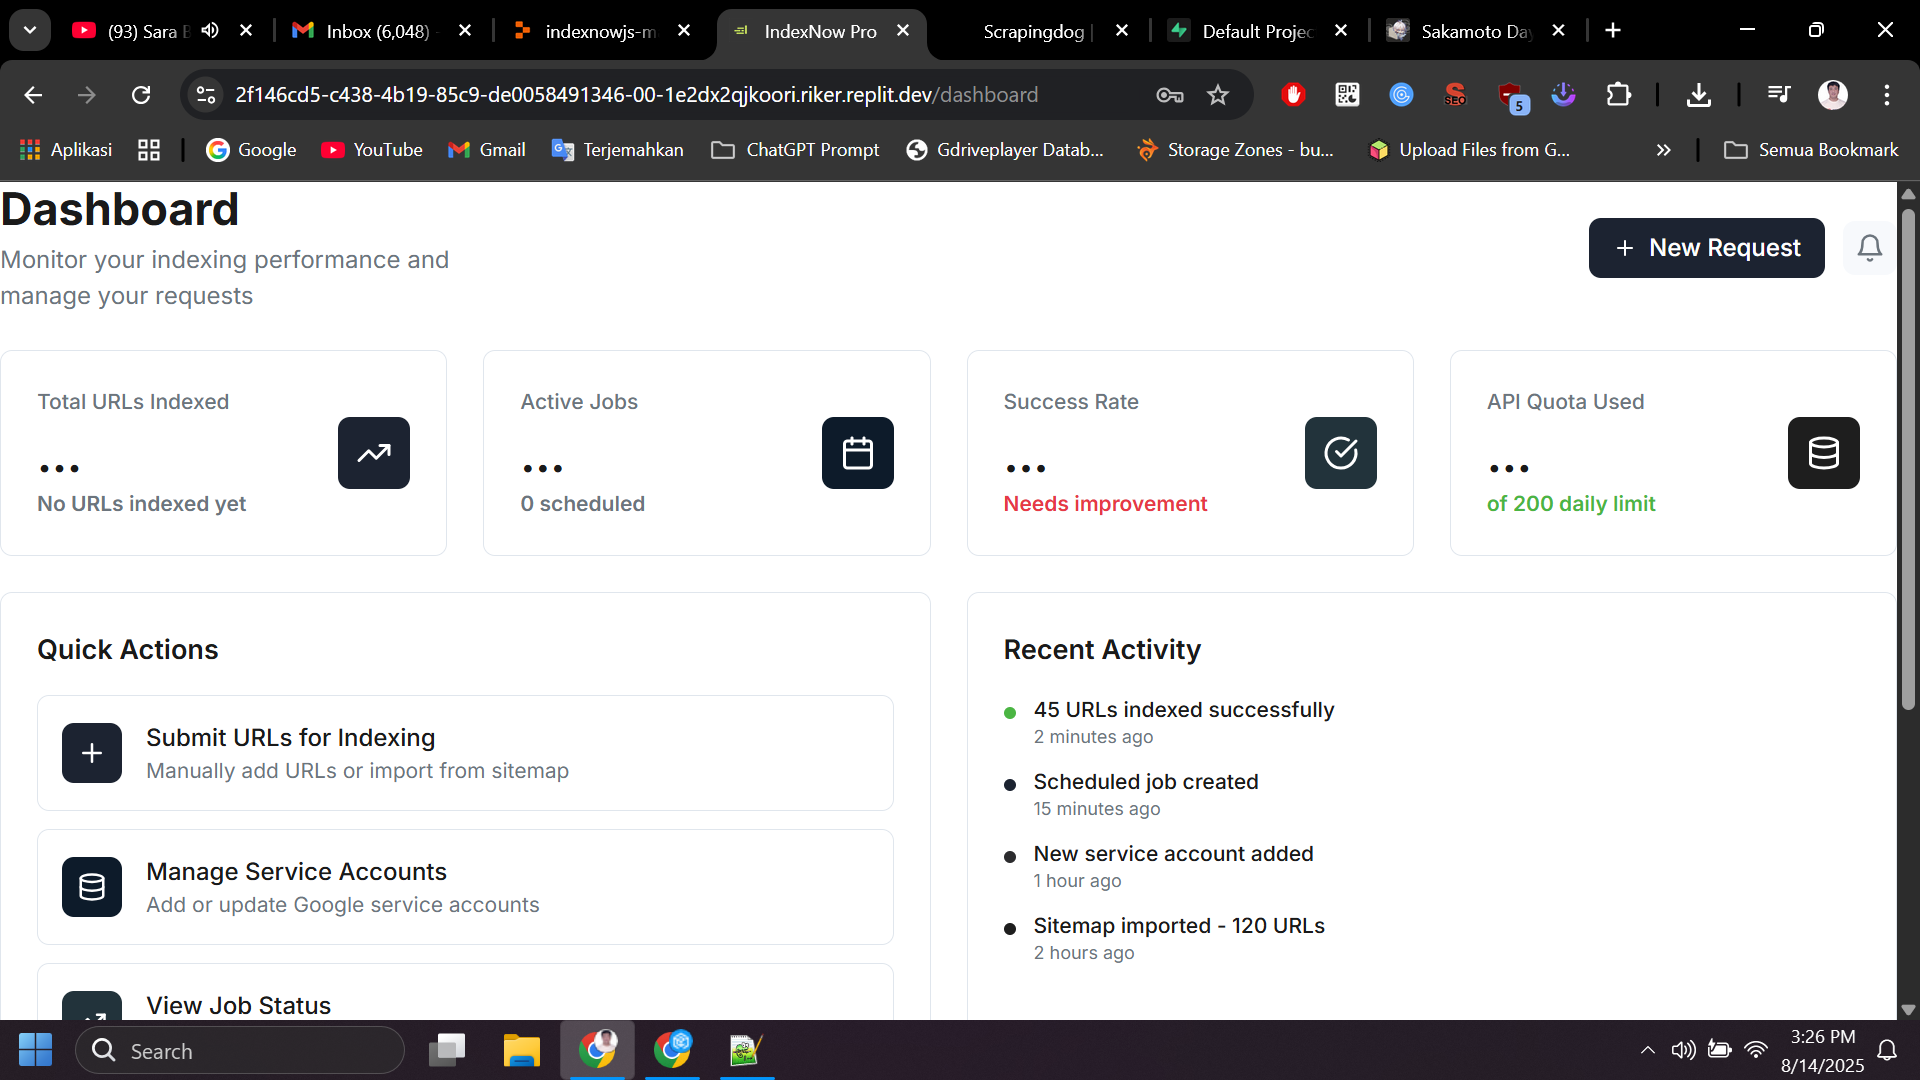 (93) Sara B
Inbox (6,048) -
indexnowjs-m
IndexNow Pro
Scrapingdog |
Default Projec
Sakamoto Day
2f146cd5-c438-4b19-85c9-de0058491346-00-1e2dx2qjkoori.riker.replit.dev/dashboard
SEO
5
Aplikasi
Google
YouTube
Gmail
Terjemahkan
ChatGPT Prompt
Gdriveplayer Datab...
Storage Zones - bu...
Upload Files from G...
Semua Bookmark
Dashboard
Monitor your indexing performance and
manage your requests
New Request
Total URLs Indexed
...
No URLs indexed yet
Active Jobs
...
0 scheduled
Success Rate
...
Needs improvement
API Quota Used
...
of 200 daily limit
Quick Actions
Submit URLs for Indexing
Manually add URLs or import from sitemap
Manage Service Accounts
Add or update Google service accounts
View Job Status
Recent Activity
45 URLs indexed successfully
2 minutes ago
Scheduled job created
15 minutes ago
New service account added
1 hour ago
Sitemap imported - 120 URLs
2 hours ago
Search
3:26 PM
8/14/2025